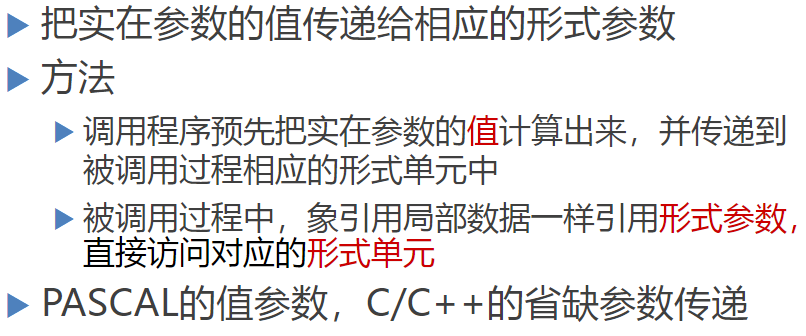 把实在参数的值传递给相应的形式参数
方法
调用程序预先把实在参数的值计算出来，并传递到
被调用过程相应的形式单元中
被调用过程中，象引用局部数据一样引用形式参数，
直接访问对应的形式单元
PASCAL的值参数，C/C++的省缺参数传递